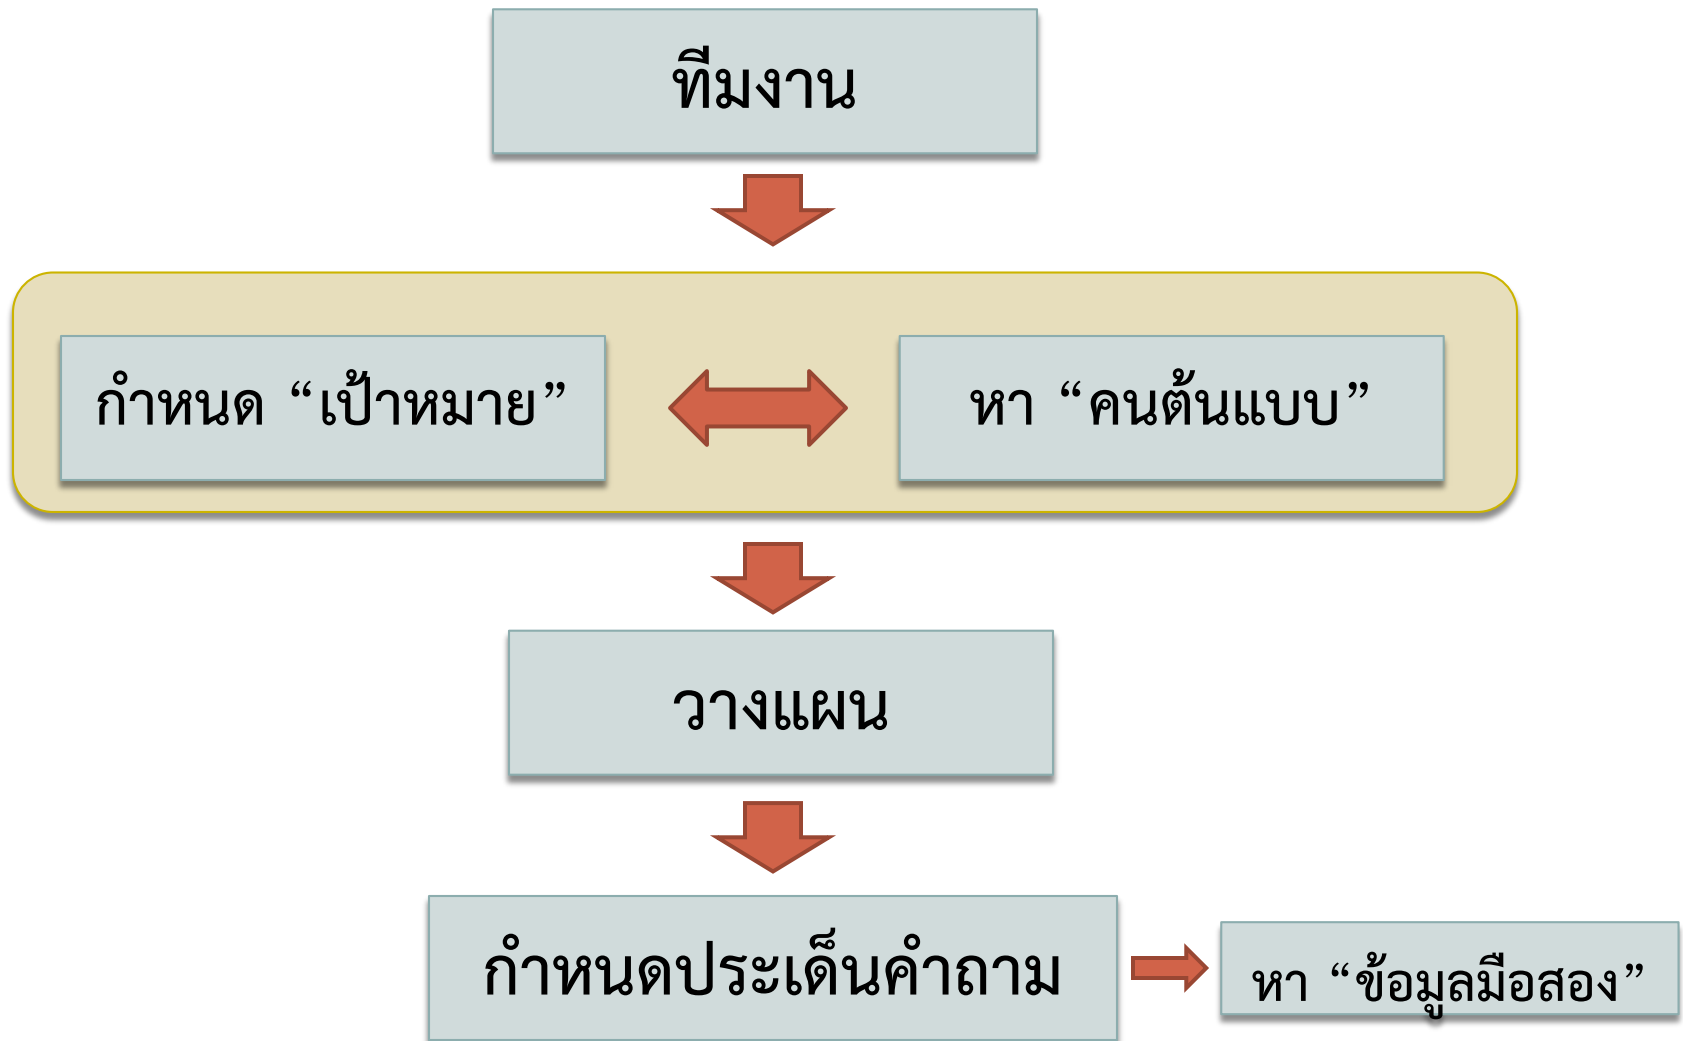 ทีมงาน
กำหนด “เป้าหมาย”
หา “คนต้นแบบ”
วางแผน
กำหนดประเด็นคำถาม
หา “ข้อมูลมือสอง”